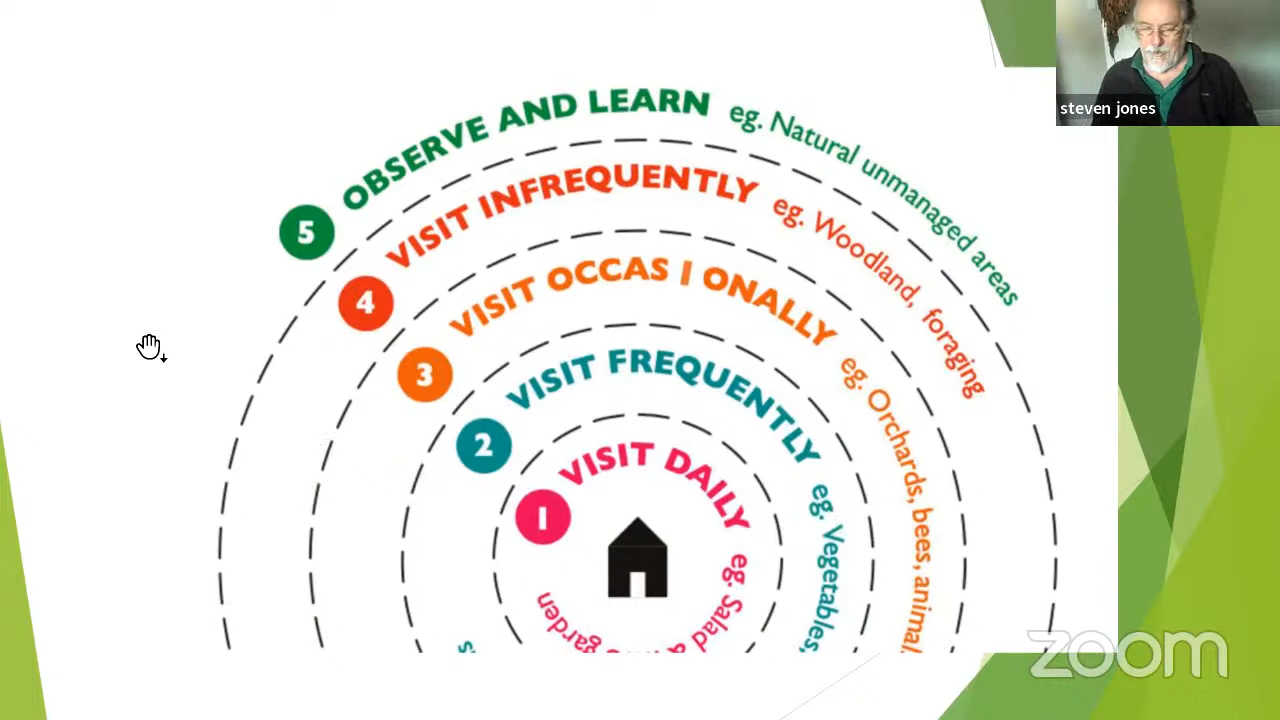 steven jones
5 OBSERVE AND LEARN eg. Natural unmanaged areas
4 VISIT INFREQUENTLY eg. Woodland, foraging
3 VISIT OCCAS I ONALLY eg. Orchards, bees, animal
2 VISIT FREQUENTLY eg. Vegetables,
1 VISIT DAILY eg. Salad & garden
zoom